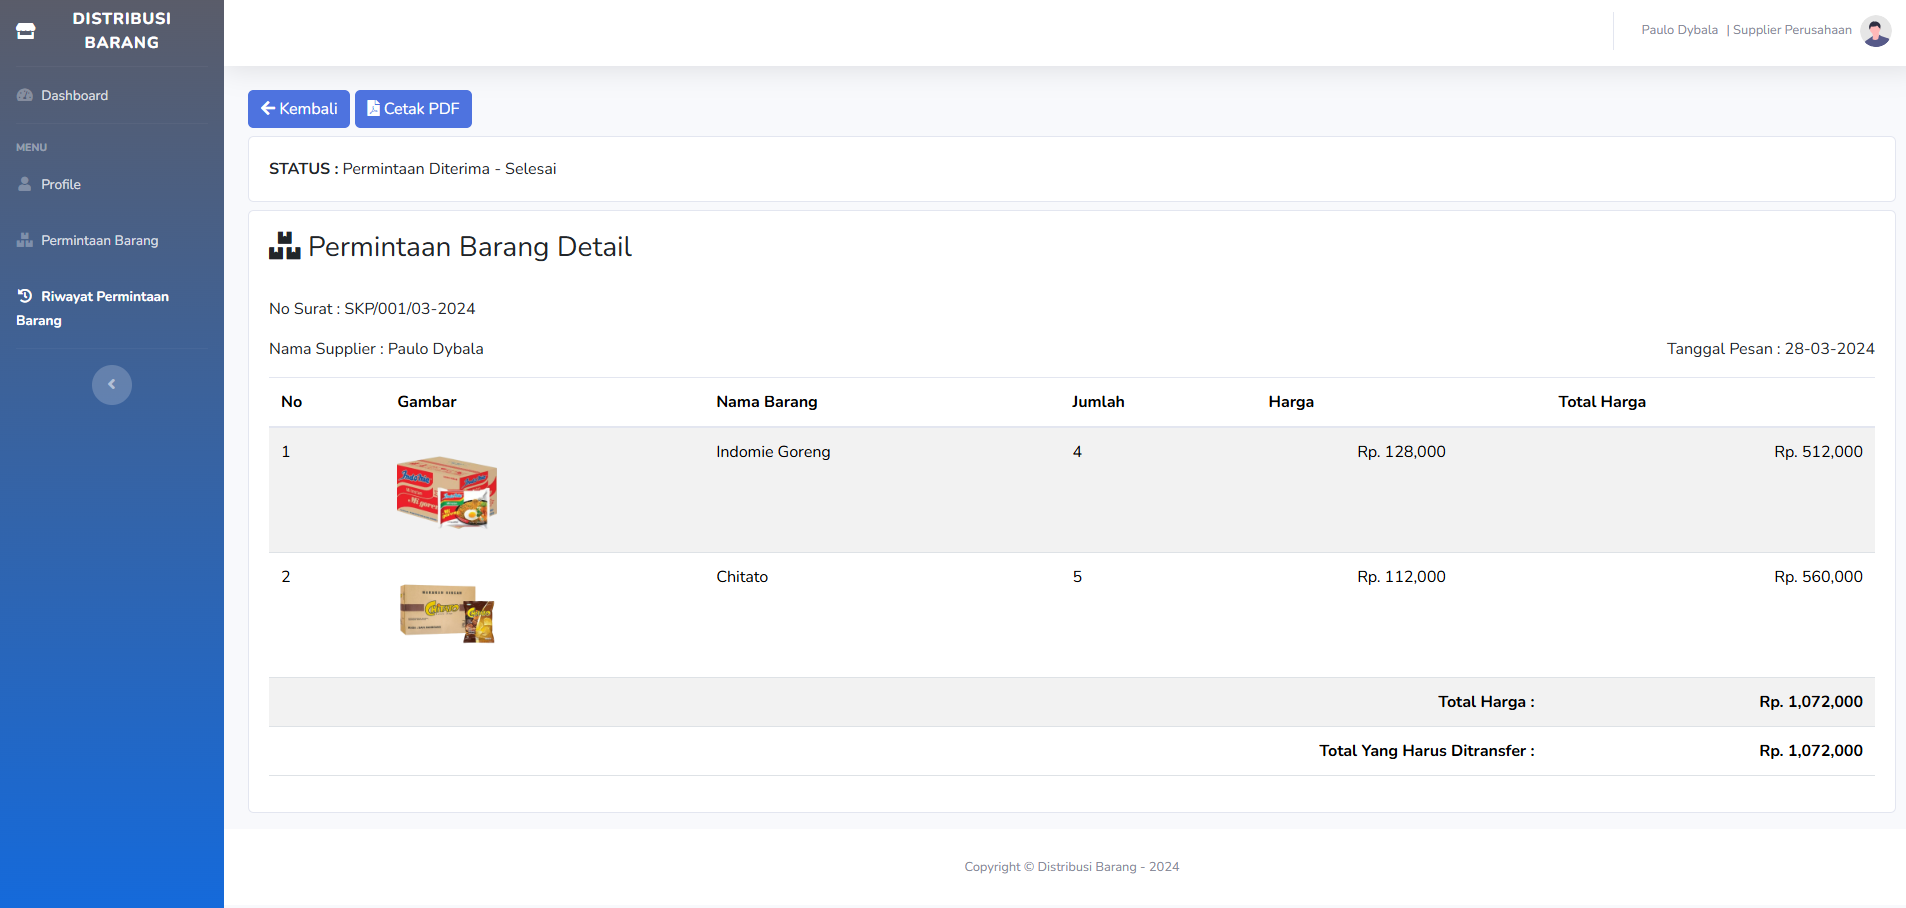 DISTRIBUSI
BARANG
Paulo Dybala | Supplier Perusahaan
Dashboard
MENU
Profile
Permintaan Barang
Riwayat Permintaan
Barang
Kembali
Cetak PDF
STATUS : Permintaan Diterima - Selesai
Permintaan Barang Detail
No Surat : SKP/001/03-2024
Nama Supplier : Paulo Dybala
Tanggal Pesan : 28-03-2024
No Gambar Nama Barang Jumlah Harga Total Harga
1 Indomie Goreng 4 Rp. 128,000 Rp. 512,000
Indomie
Mi goreng
2 Chitato 5 Rp. 112,000 Rp. 560,000
Total Harga : Rp. 1,072,000
Total Yang Harus Ditransfer : Rp. 1,072,000
Copyright © Distribusi Barang - 2024